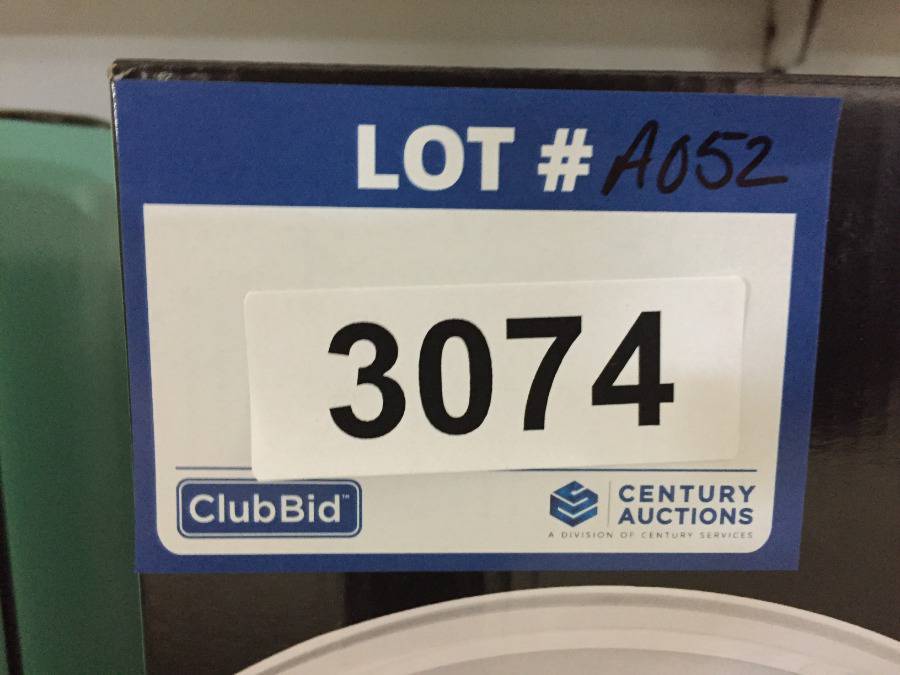 LOT # A052
3074
ClubBid™
CENTURY
AUCTIONS
A DIVISION OF CENTURY SERVICES